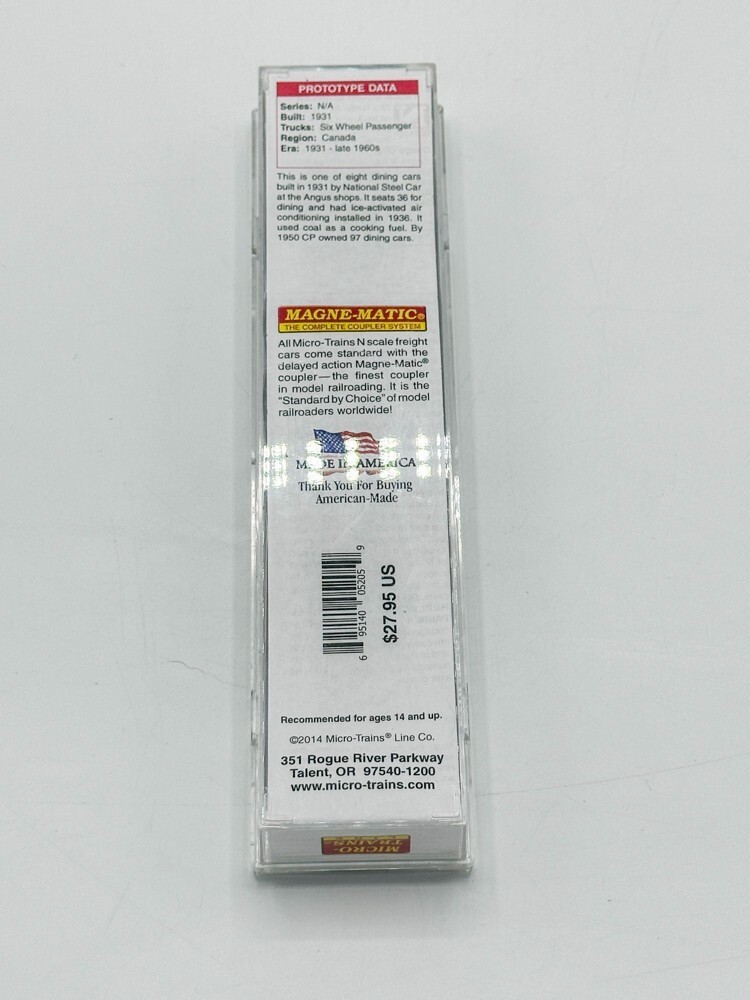 PROTOTYPE DATA
Series: N/A
Built: 1931
Trucks: Six Wheel Passenger
Region: Canada
Era: 1931 - late 1960s
This is one of eight dining cars
built in 1931 by National Steel Car
at the Angus shops. It seats 36 for
dining and had ice-activated air
conditioning installed in 1936. It
used coal as a cooking fuel. By
1950 CP owned 97 dining cars.
MAGNE-MATIC®
THE COMPLETE COUPLER SYSTEM
All Micro-Trains N scale freight
cars come standard with the
delayed action Magne-Matic®
coupler—the finest coupler
in model railroading. It is the
"Standard by Choice" of model
railroaders worldwide!
MADE IN AMERICA
Thank You For Buying
American-Made
6 95140 05205 9
$27.95 US
Recommended for ages 14 and up.
©2014 Micro-Trains® Line Co.
351 Rogue River Parkway
Talent, OR 97540-1200
www.micro-trains.com
MICRO-
TRAINS